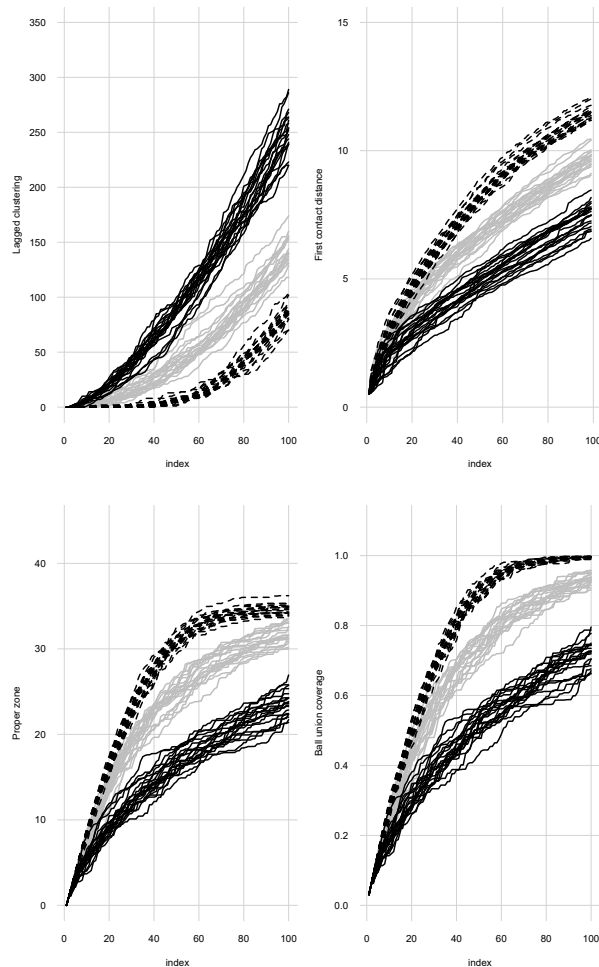 350
300
250
200
150
100
50
0
Lagged clustering
0 20 40 60 80 100
index
15
10
5
0
First contact distance
0 20 40 60 80 100
index
40
30
20
10
0
Proper zone
0 20 40 60 80 100
index
1.0
0.8
0.6
0.4
0.2
0.0
Ball union coverage
0 20 40 60 80 100
index